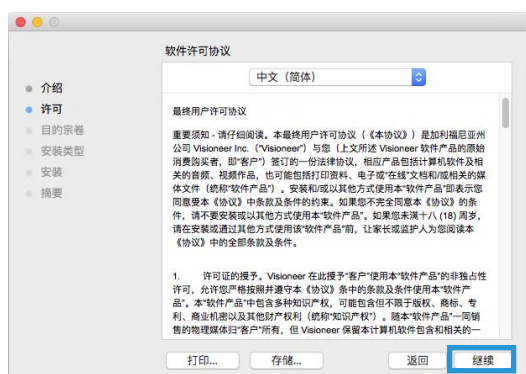 软件许可协议
中文（简体）
介绍
许可
目的宗卷
安装类型
安装
摘要
最终用户许可协议
重要须知 - 请仔细阅读。本最终用户许可协议（《本协议》）是加利福尼亚州
公司 Visioneer Inc.（"Visioneer"）与您（上文所述 Visioneer 软件产品的原始
消费购买者，即"客户"）签订的一份法律协议，相应产品包括计算机软件及相
关的音频、视频作品，也可能包括打印资料、电子或"在线"文档和/或相关的媒
体文件（统称"软件产品"）。安装和/或以其他方式使用本"软件产品"即表示您
同意受本《协议》中条款及条件的约束。如果您不完全同意本《协议》的条
件，请不要安装或以其他方式使用本"软件产品"。如果您未满十八 (18) 周岁，
请在安装或通过其他方式使用该"软件产品"前，让家长或监护人为您阅读本
《协议》中的全部条款及条件。
1. 许可证的授予。Visioneer 在此授予"客户"使用本"软件产品"的非独占性
许可，允许您严格按照并遵守本《协议》条中的条款及条件使用本"软件产
品"。本"软件产品"中包含多种知识产权，可能包含但不限于版权、商标、专
利、商业机密以及其他财产权利（统称"知识产权"）。随本"软件产品"一同销
售的物理媒体归"客户"所有，但 Visioneer 保留本计算机软件包含和相关的一
打印...
存储...
返回
继续